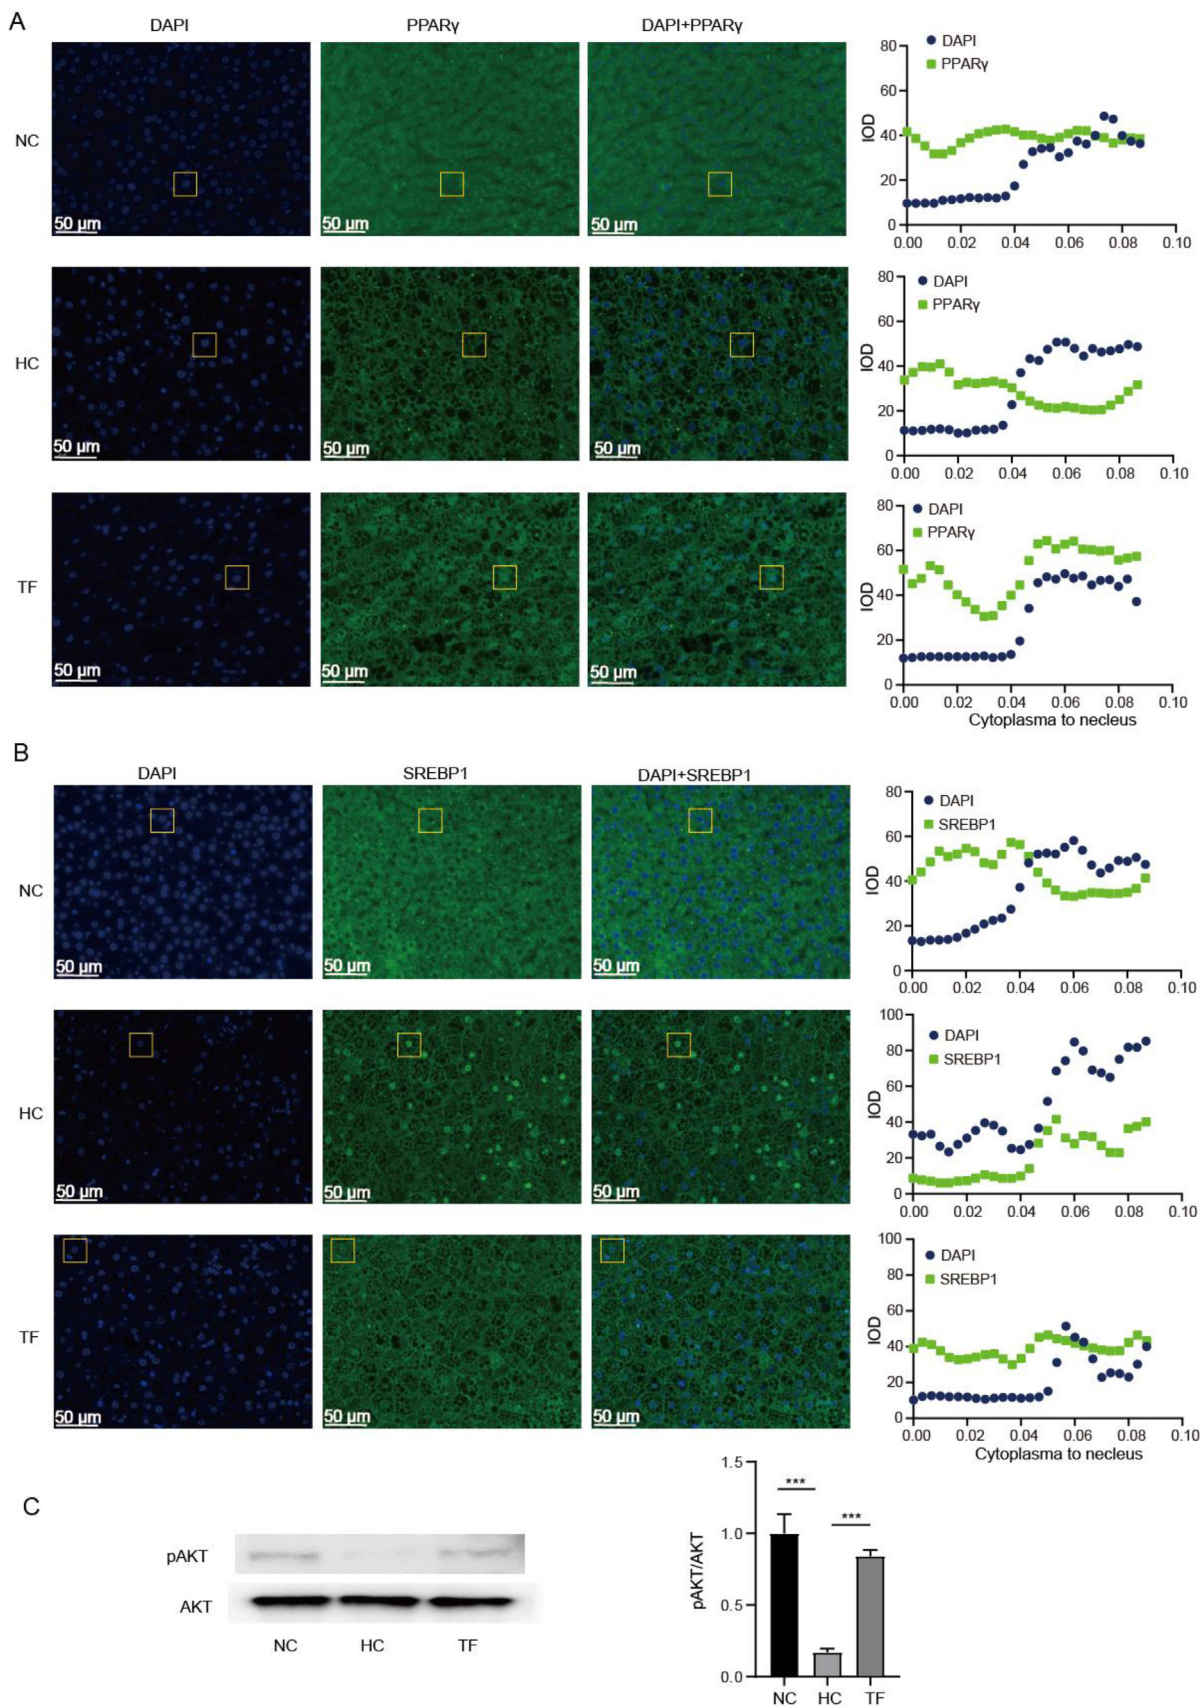 A
DAPI
PPARγ
DAPI+PPARγ
NC
50 µm
50 µm
50 µm
IOD
80
60
40
20
0
DAPI
PPARγ
0.00 0.02 0.04 0.06 0.08 0.10
HC
50 µm
50 µm
50 µm
IOD
80
60
40
20
0
DAPI
PPARγ
0.00 0.02 0.04 0.06 0.08 0.10
TF
50 µm
50 µm
50 µm
IOD
80
60
40
20
0
DAPI
PPARγ
0.00 0.02 0.04 0.06 0.08 0.10
Cytoplasma to necleus
B
DAPI
SREBP1
DAPI+SREBP1
NC
50 µm
50 µm
50 µm
IOD
80
60
40
20
0
DAPI
SREBP1
0.00 0.02 0.04 0.06 0.08 0.10
HC
50 µm
50 µm
50 µm
IOD
100
80
60
40
20
0
DAPI
SREBP1
0.00 0.02 0.04 0.06 0.08 0.10
TF
50 µm
50 µm
50 µm
IOD
100
80
60
40
20
0
DAPI
SREBP1
0.00 0.02 0.04 0.06 0.08 0.10
Cytoplasma to necleus
C
pAKT
AKT
NC HC TF
pAKT/AKT
1.5
1.0
0.5
0.0
***
***
NC HC TF